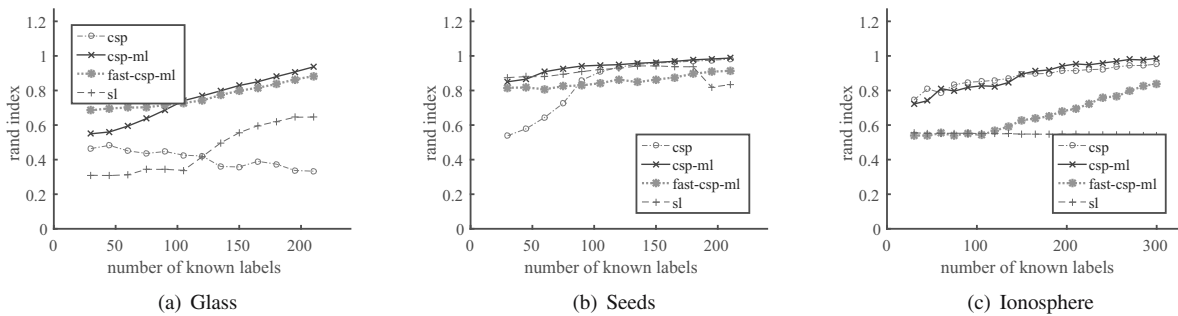 1.2
1
0.8
0.6
0.4
0.2
0
rand index
csp
csp-ml
fast-csp-ml
sl
0 50 100 150 200
number of known labels
(a) Glass
1.2
1
0.8
0.6
0.4
0.2
0
rand index
csp
csp-ml
fast-csp-ml
sl
0 50 100 150 200
number of known labels
(b) Seeds
1.2
1
0.8
0.6
0.4
0.2
0
rand index
csp
csp-ml
fast-csp-ml
sl
0 100 200 300
number of known labels
(c) Ionosphere